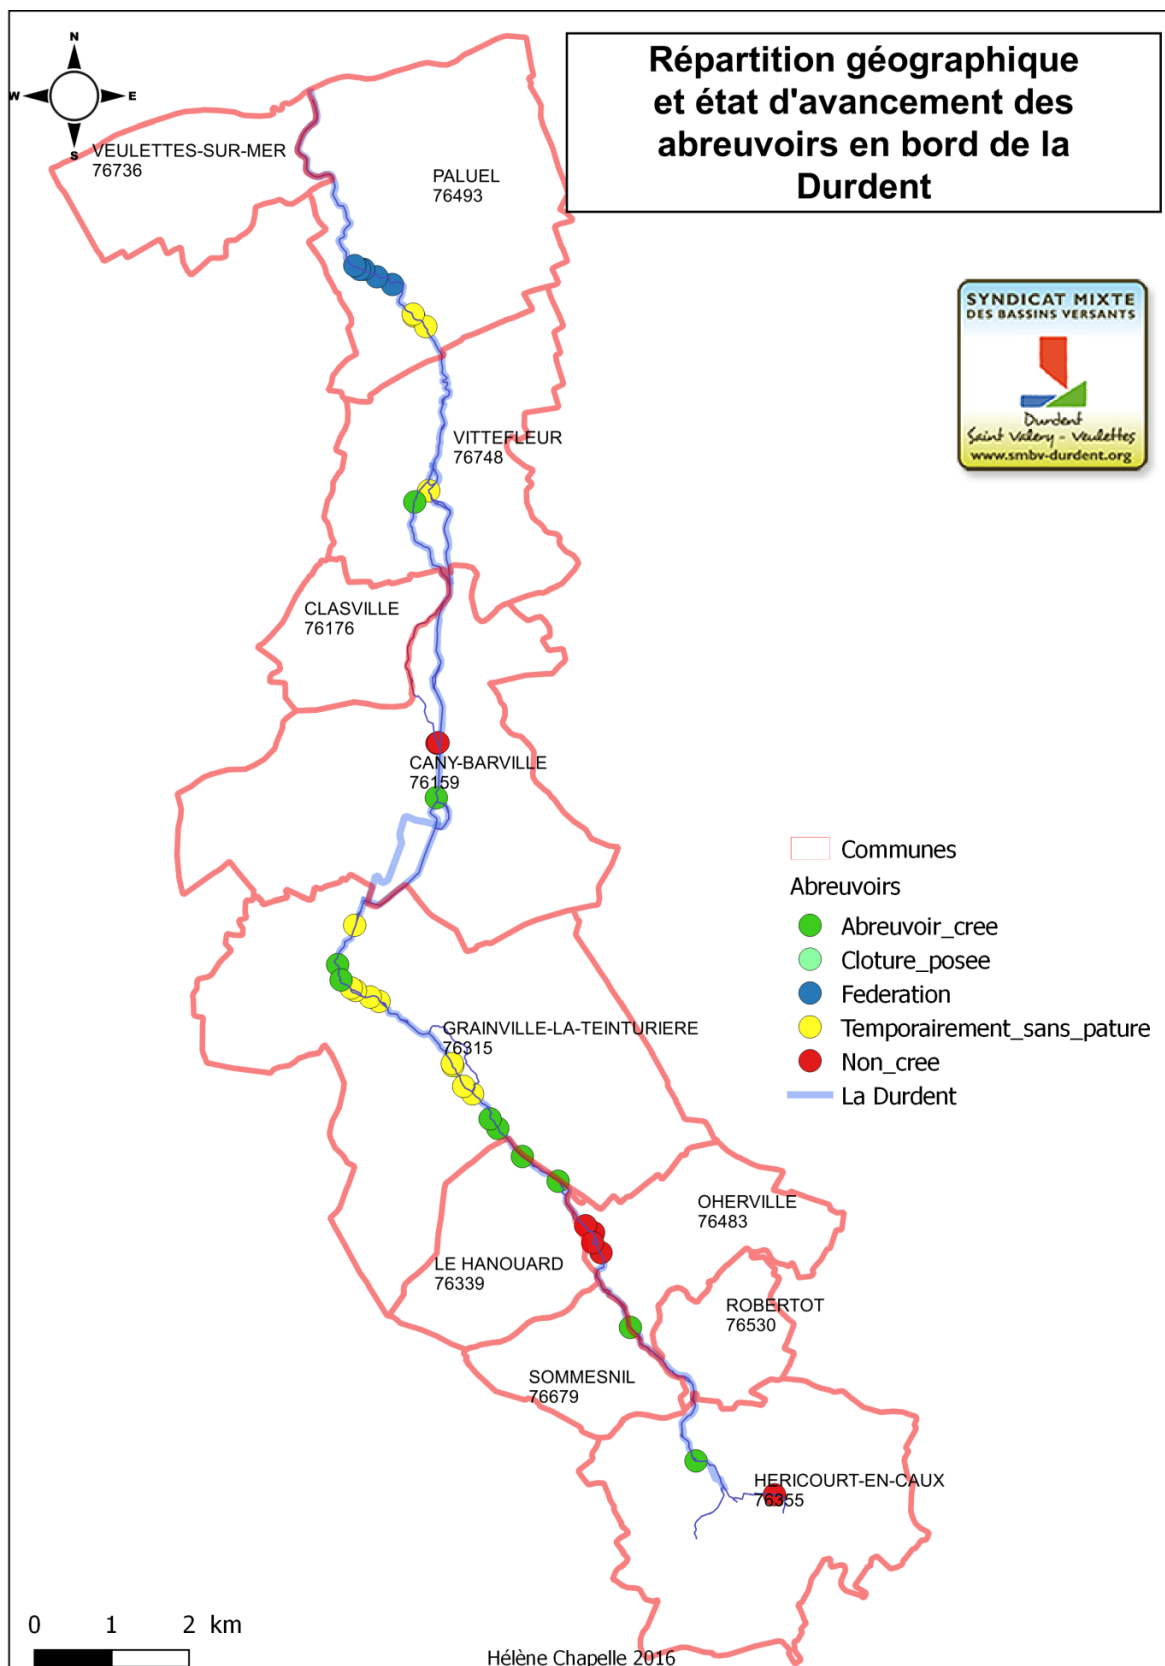 Répartition géographique
et état d'avancement des
abreuvoirs en bord de la
Durdent
N
W
E
S
VEULETTES-SUR-MER
76736
PALUEL
76493
SYNDICAT MIXTE
DES BASSINS VERSANTS
Durdent
Saint Valery - Veulettes
www.smbv-durdent.org
VITTEFLEUR
76748
CLASVILLE
76176
CANY-BARVILLE
76159
Communes
Abreuvoirs
Abreuvoir_cree
Cloture_posee
Federation
Temporairement_sans_pature
Non_cree
La Durdent
GRAINVILLE-LA-TEINTURIERE
76315
OHERVILLE
76483
LE HANOUARD
76339
ROBERTOT
76530
SOMMESNIL
76679
HERICOURT-EN-CAUX
76355
0 1 2 km
Hélène Chapelle 2016